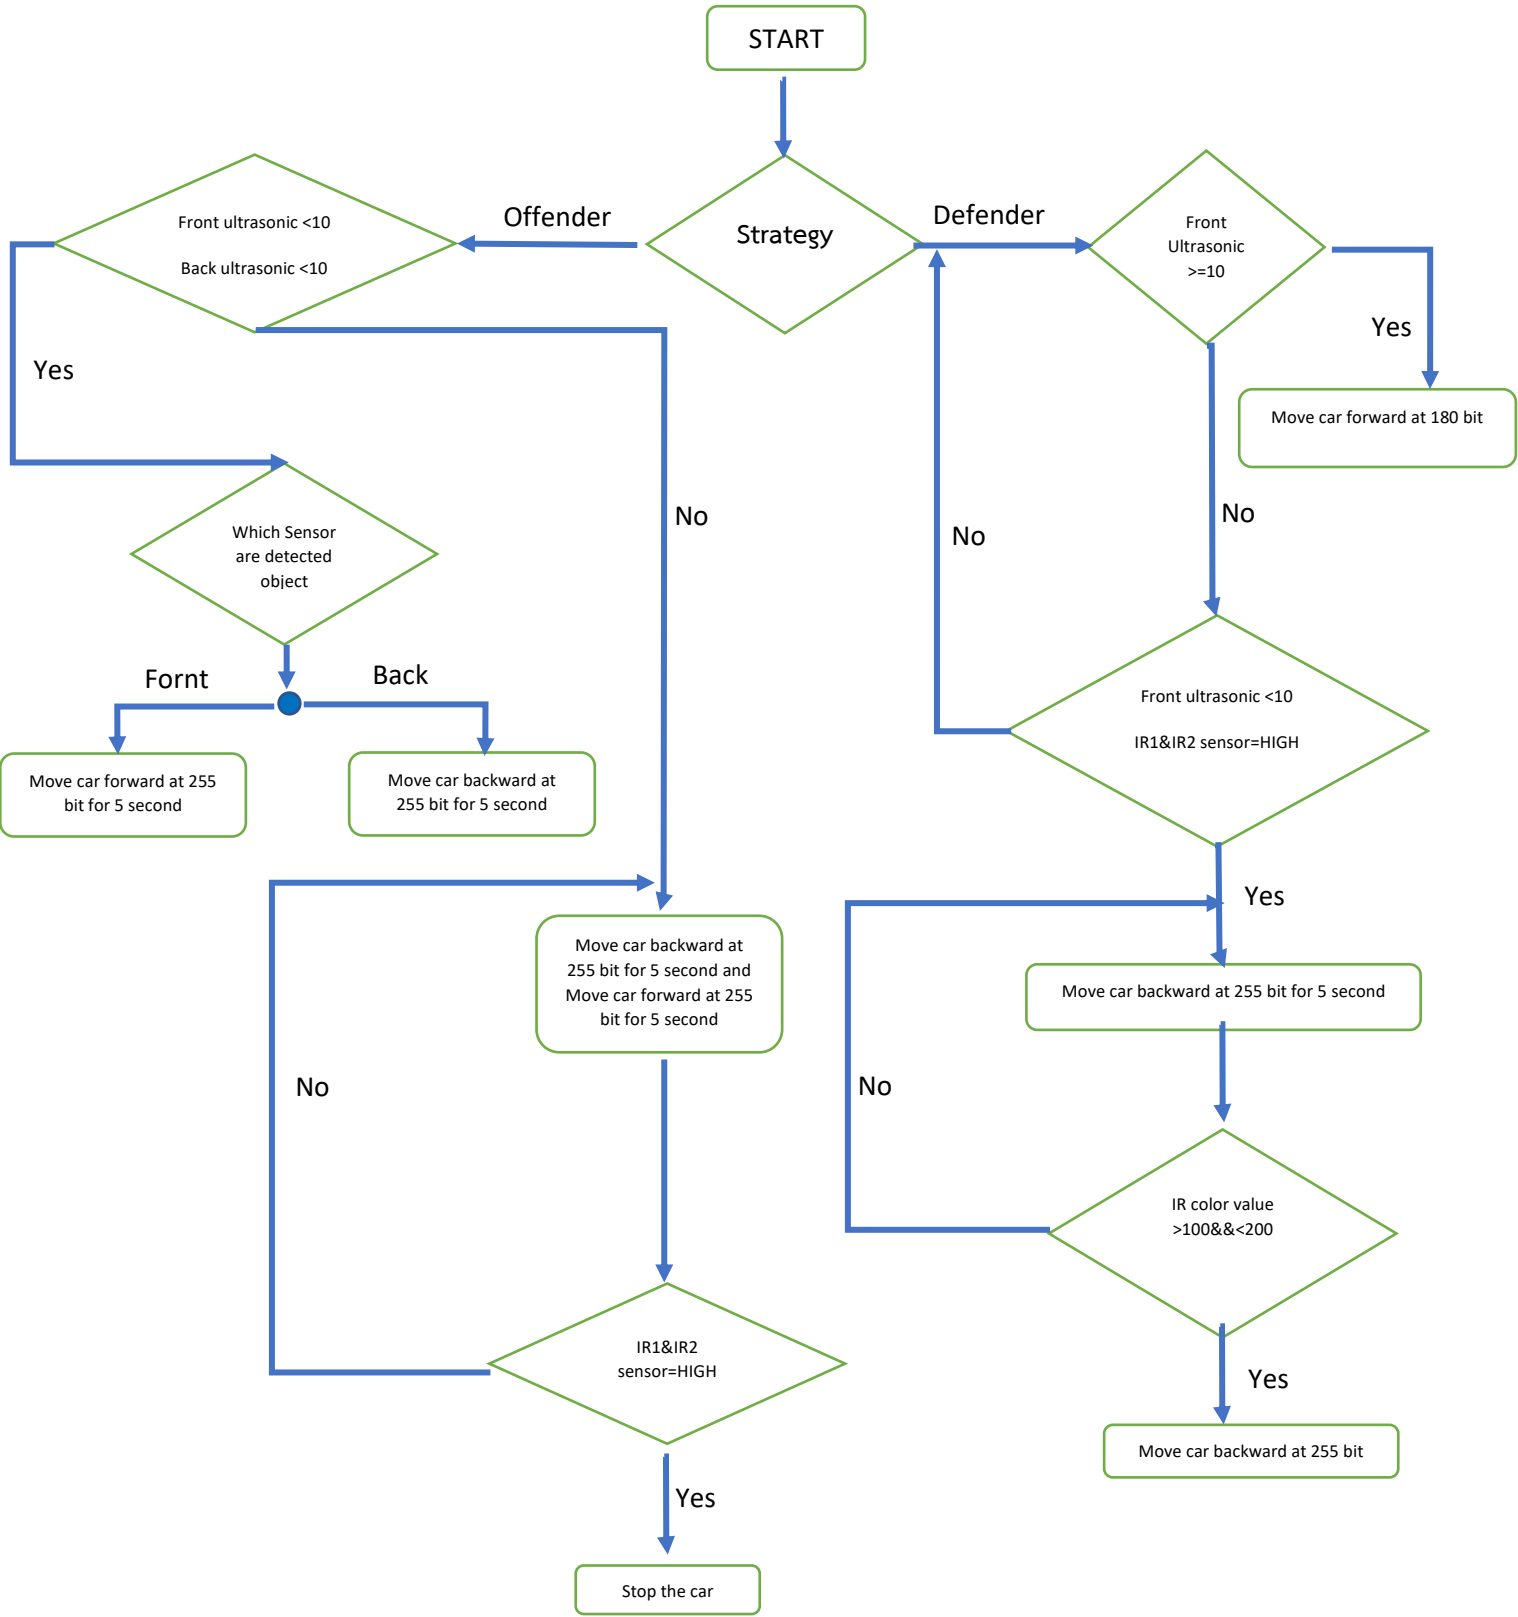 START
Strategy
Offender
Defender
Front ultrasonic <10
Back ultrasonic <10
Front
Ultrasonic
>=10
Yes
Move car forward at 180 bit
Yes
No
No
No
Which Sensor
are detected
object
Fornt
Back
Move car forward at 255
bit for 5 second
Move car backward at
255 bit for 5 second
Front ultrasonic <10
IR1&IR2 sensor=HIGH
Yes
Move car backward at
255 bit for 5 second and
Move car forward at 255
bit for 5 second
Move car backward at 255 bit for 5 second
No
No
IR color value
>100&&<200
IR1&IR2
sensor=HIGH
Yes
Move car backward at 255 bit
Yes
Stop the car